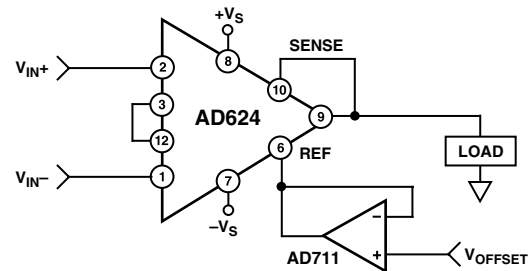 +VS
SENSE
VIN+
2
8
10
3
AD624
9
12
6
REF
LOAD
VIN–
1
7
–VS
–
AD711
+
VOFFSET